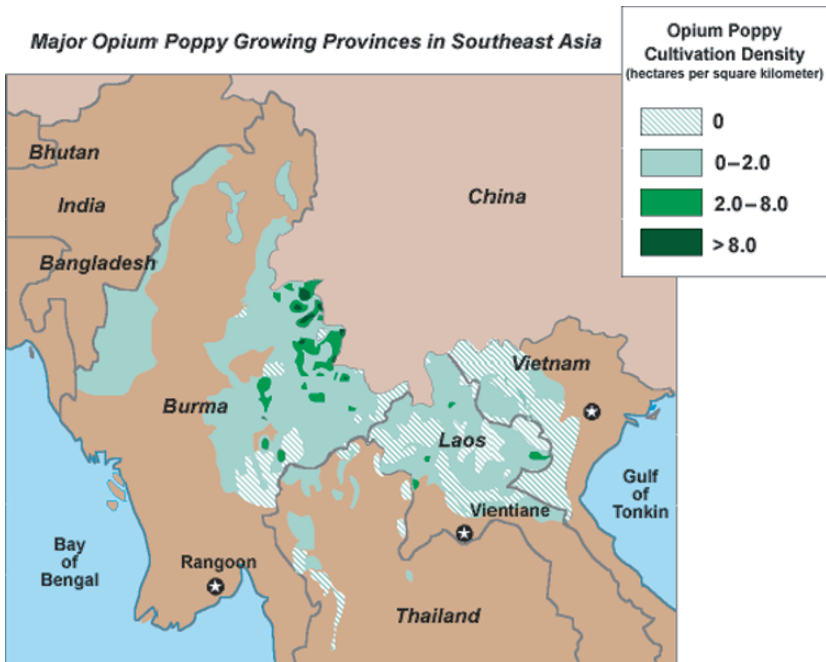 Major Opium Poppy Growing Provinces in Southeast Asia
Opium Poppy
Cultivation Density
(hectares per square kilometer)
0
0–2.0
2.0–8.0
>8.0
Bhutan
India
China
Bangladesh
Vietnam
Burma
Laos
Gulf
of
Tonkin
Vientiane
Bay
of
Bengal
Rangoon
Thailand